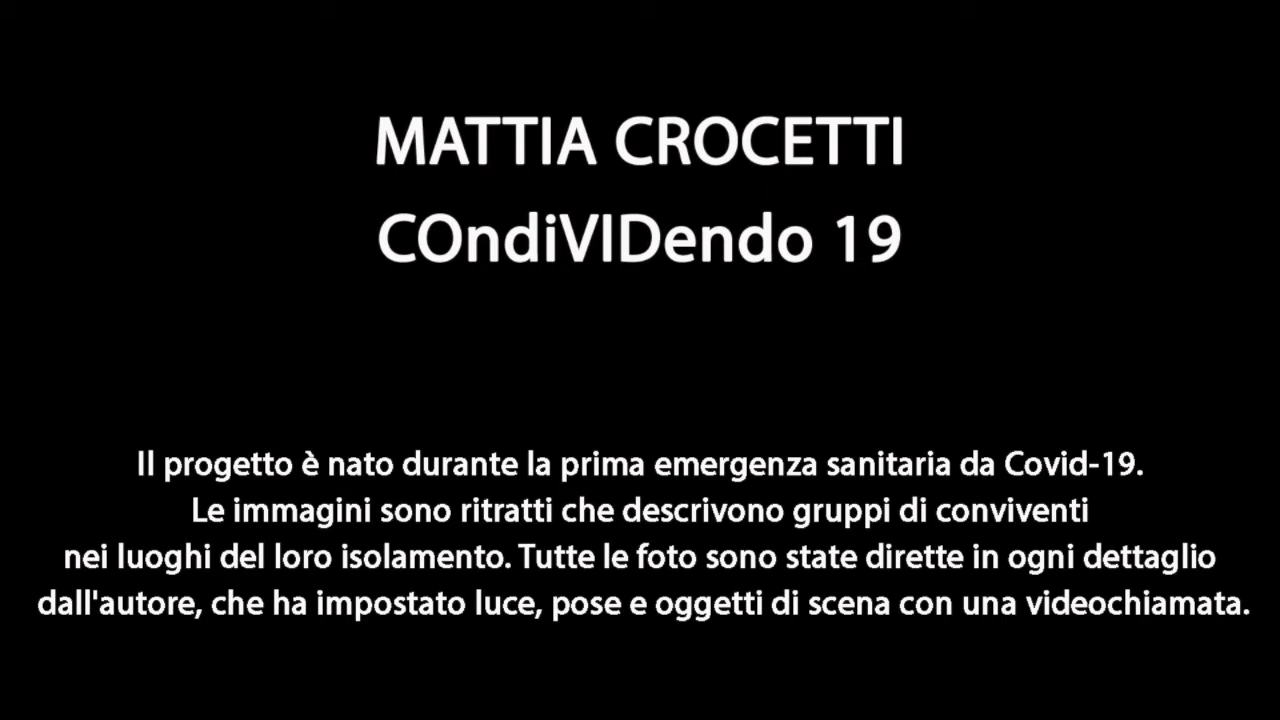 MATTIA CROCETTI
COndiVIDendo 19
Il progetto è nato durante la prima emergenza sanitaria da Covid-19.
Le immagini sono ritratti che descrivono gruppi di conviventi
nei luoghi del loro isolamento. Tutte le foto sono state dirette in ogni dettaglio
dall'autore, che ha impostato luce, pose e oggetti di scena con una videochiamata.